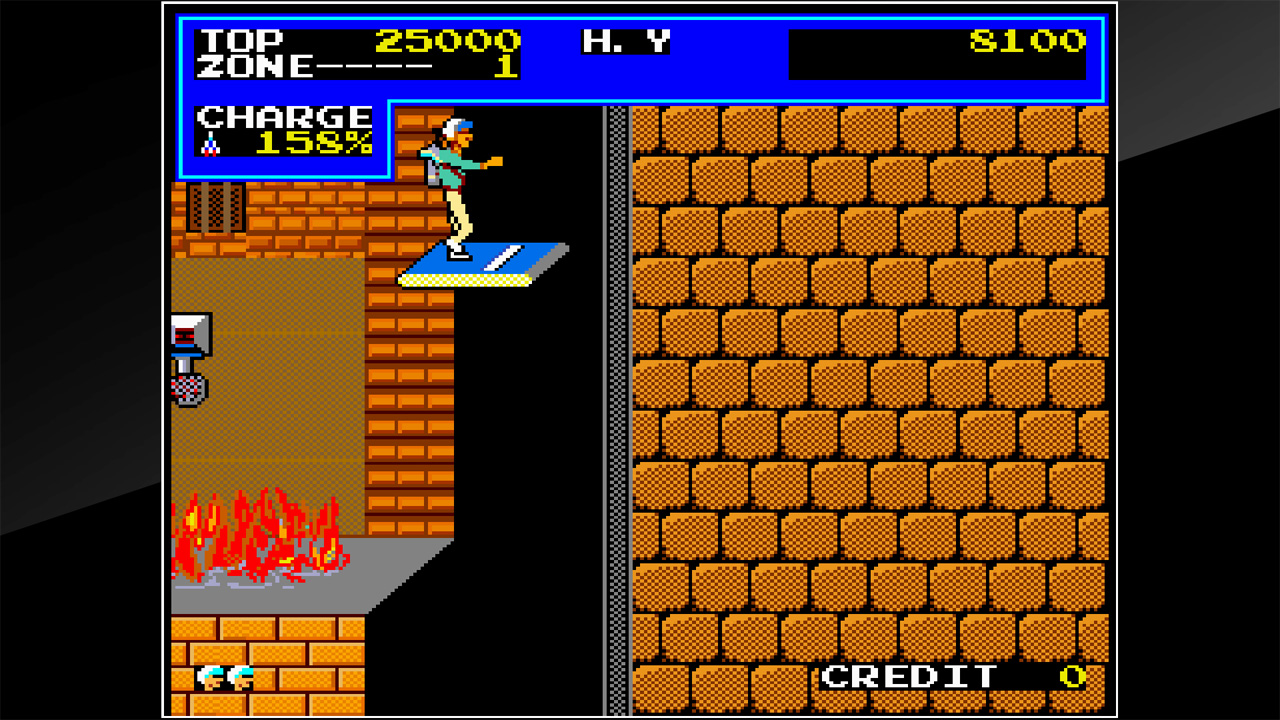 TOP 25000 H. Y 8100
ZONE---- 1
CHARGE
158%
CREDIT 0